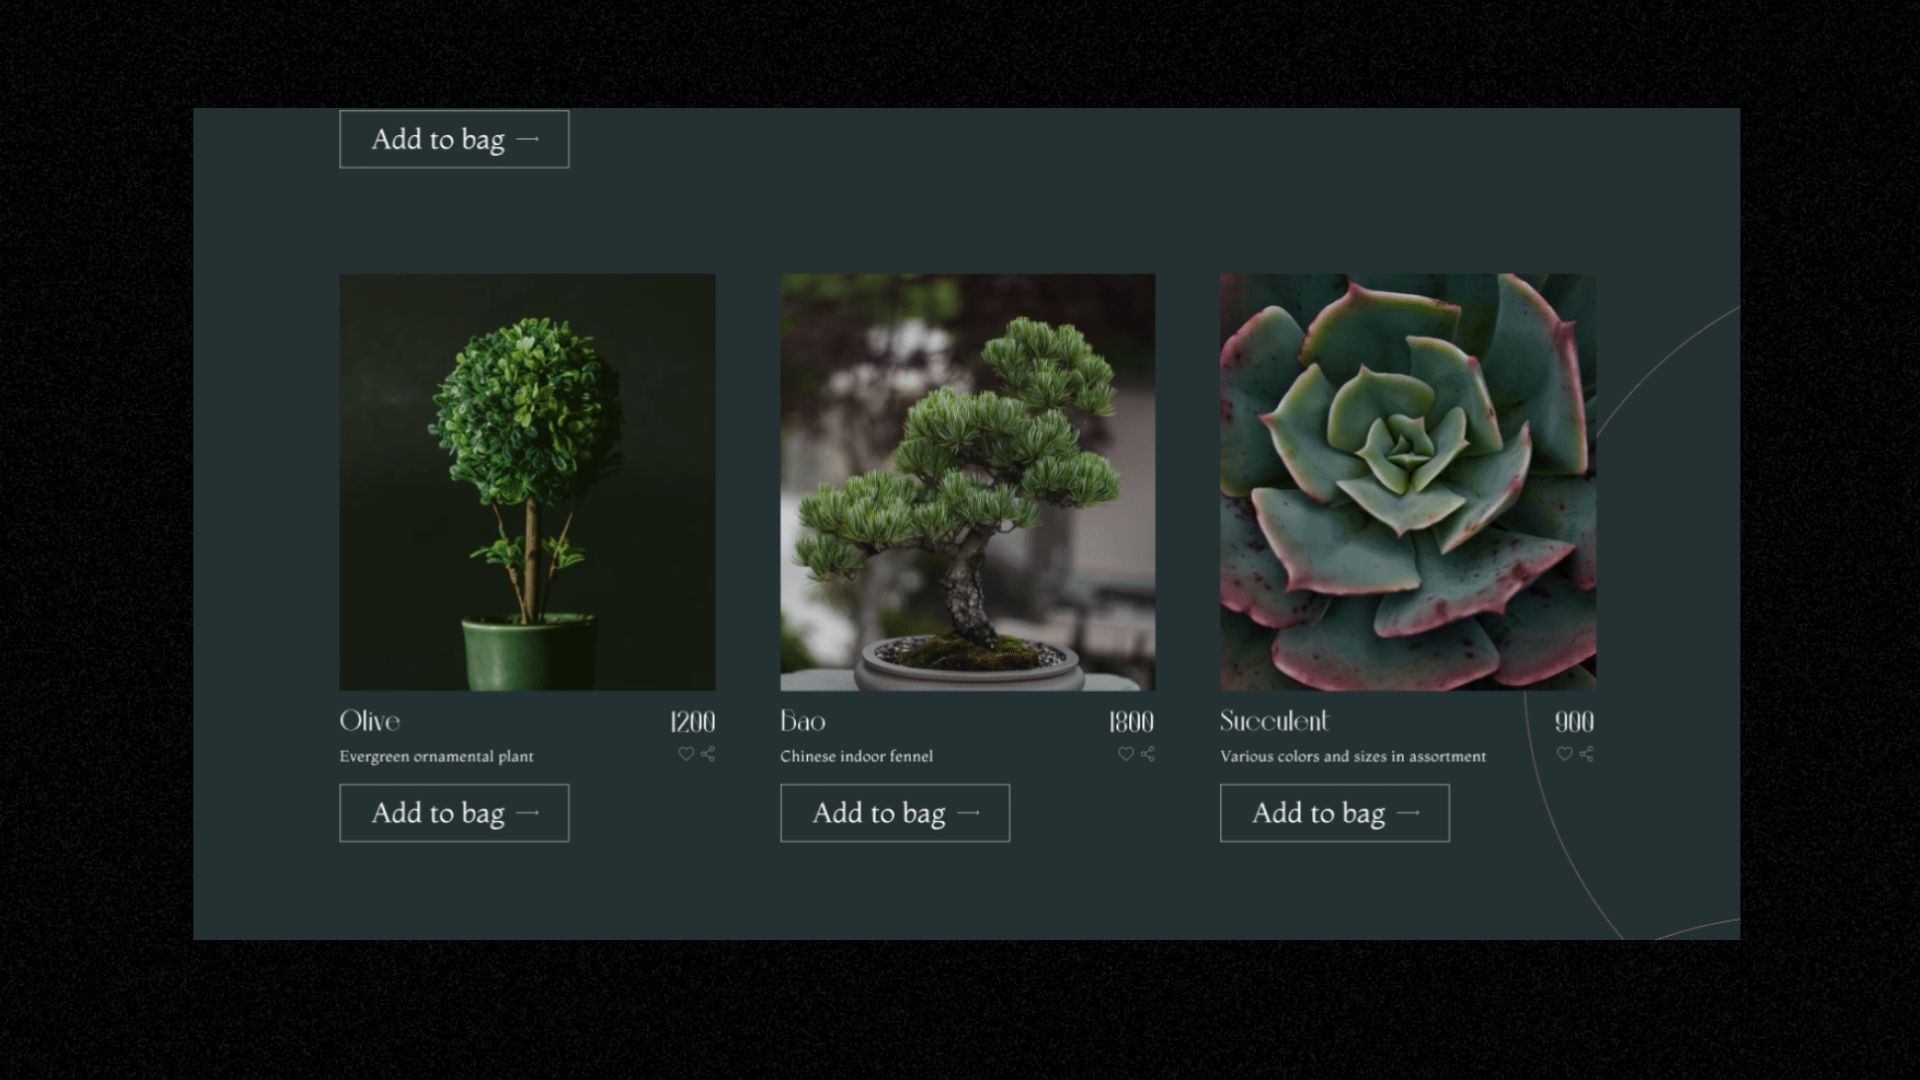 Add to bag →
Olive 1200
Evergreen ornamental plant
Add to bag →
Bao 1800
Chinese indoor fennel
Add to bag →
Succulent 900
Various colors and sizes in assortment
Add to bag →